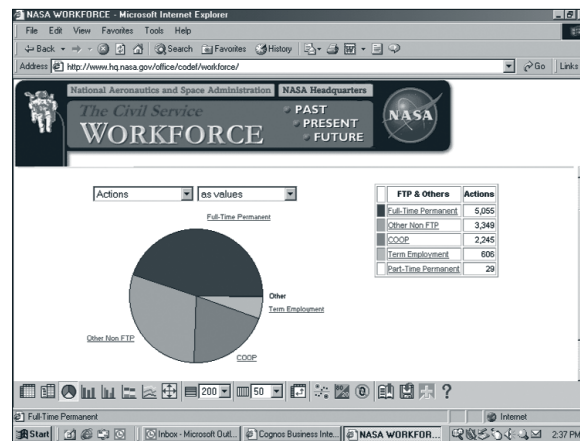 NASA WORKFORCE - Microsoft Internet Explorer
File Edit View Favorites Tools Help
Back Search Favorites History
Address http://www.hq.nasa.gov/office/codef/workforce/ Go Links
National Aeronautics and Space Administration NASA Headquarters
The Civil Service
WORKFORCE
PAST
PRESENT
FUTURE
NASA
Actions as values
FTP & Others Actions
Full-Time Permanent 5,055
Other Non FTP 3,349
COOP 2,245
Term Employment 606
Part-Time Permanent 29
Full-Time Permanent
Other
Term Employment
Other Non FTP
COOP
200 50
Full-Time Permanent Internet
Start Inbox - Microsoft Outl... Cognos Business Inte... NASA WORKFOR... 2:37 PM